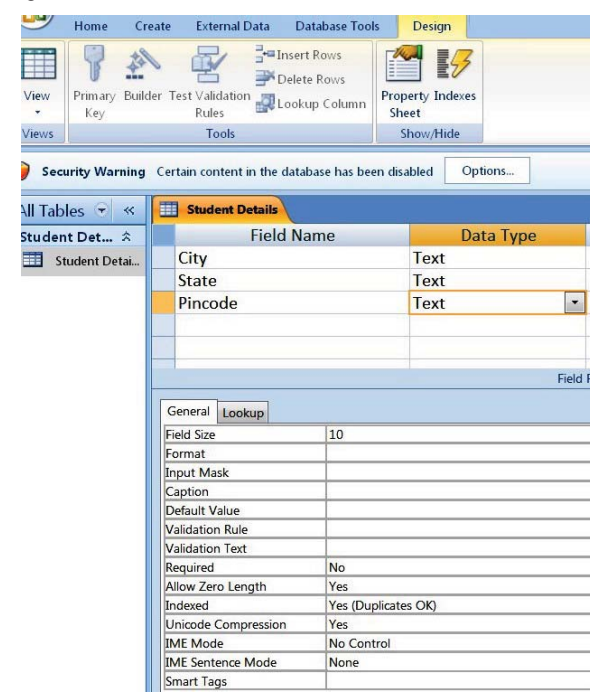 Home Create External Data Database Tools Design
View
Primary Key
Builder
Test Validation Rules
Insert Rows
Delete Rows
Lookup Column
Property Sheet
Indexes
Views Tools Show/Hide
Security Warning Certain content in the database has been disabled Options...
All Tables
Student Details
Student Det...
Student Detai...
Field Name Data Type
City Text
State Text
Pincode Text
Field
General Lookup
Field Size 10
Format
Input Mask
Caption
Default Value
Validation Rule
Validation Text
Required No
Allow Zero Length Yes
Indexed Yes (Duplicates OK)
Unicode Compression Yes
IME Mode No Control
IME Sentence Mode None
Smart Tags